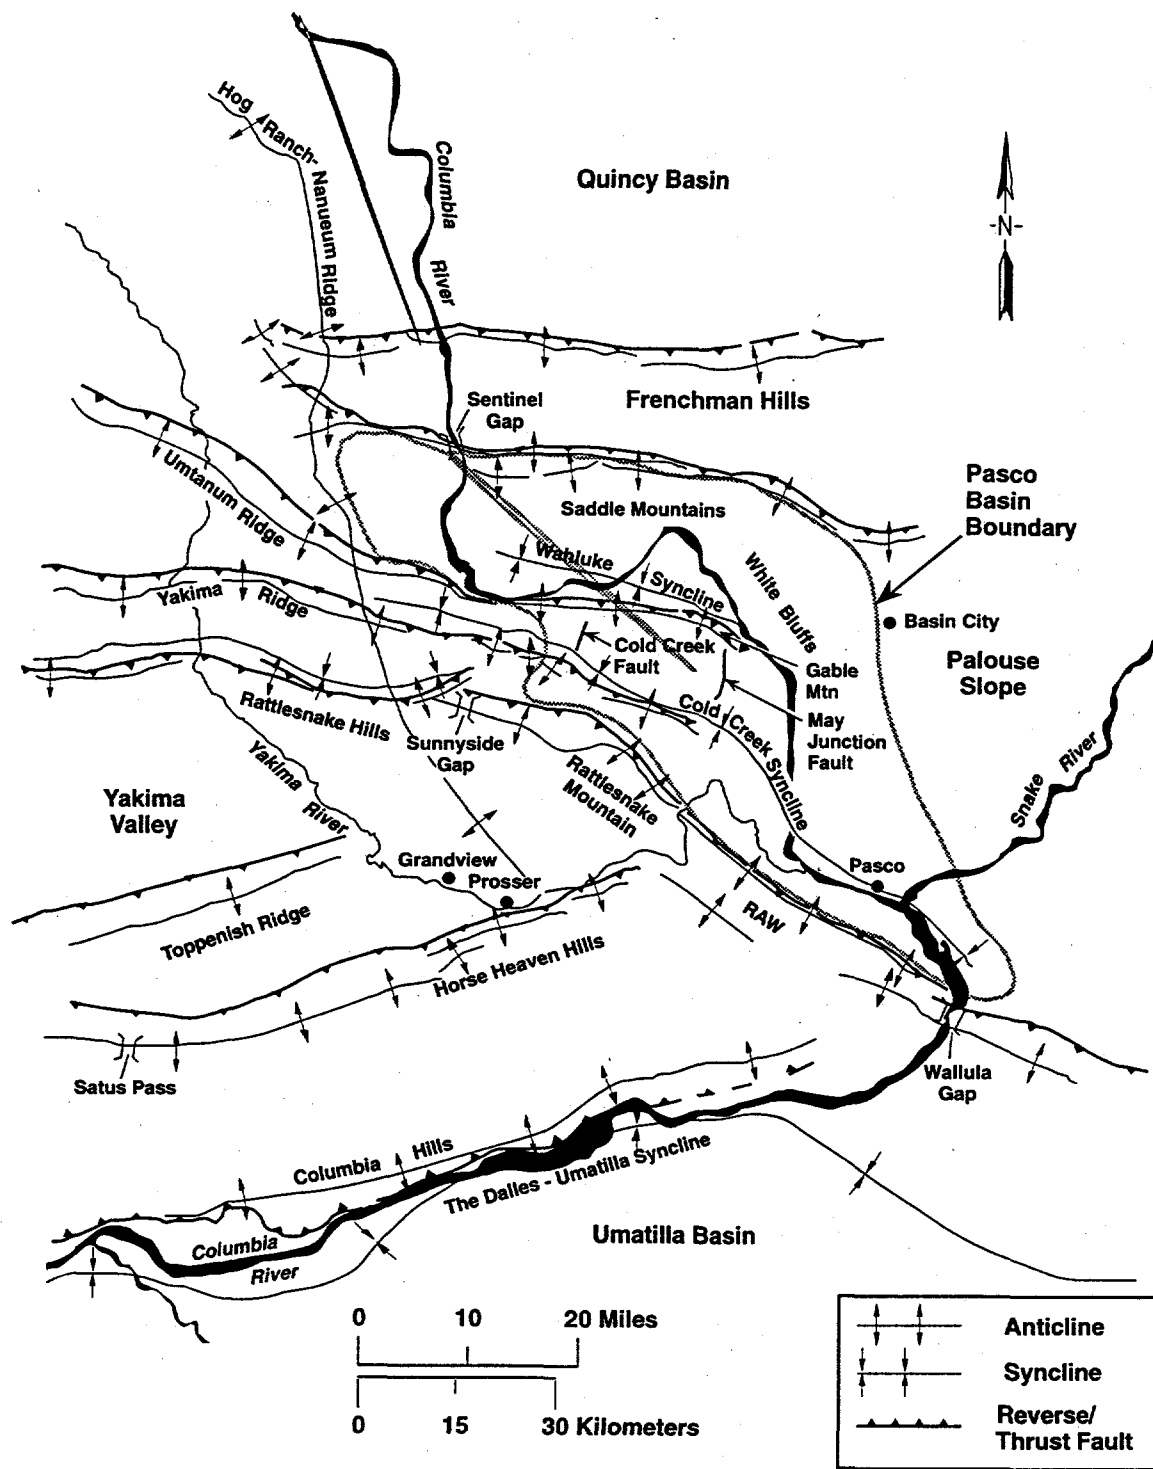 Hog
Ranch-
Nanueum Ridge
Columbia
River
Quincy Basin
-N-
Sentinel
Gap
Frenchman Hills
Umtanum Ridge
Saddle Mountains
Pasco
Basin
Boundary
Wahluke
Syncline
White Bluffs
Yakima
Ridge
Cold Creek
Fault
Basin City
Gable
Mtn
Palouse
Slope
Rattlesnake Hills
Sunnyside
Gap
Cold Creek Syncline
May
Junction
Fault
Yakima
River
Rattlesnake
Mountain
Snake
River
Yakima
Valley
Grandview
Prosser
Pasco
Toppenish Ridge
RAW
Horse Heaven Hills
Satus Pass
Wallula
Gap
Columbia
Hills
The Dalles - Umatilla Syncline
Columbia
River
Umatilla Basin
0
10
20 Miles
0
15
30 Kilometers
Anticline
Syncline
Reverse/
Thrust Fault